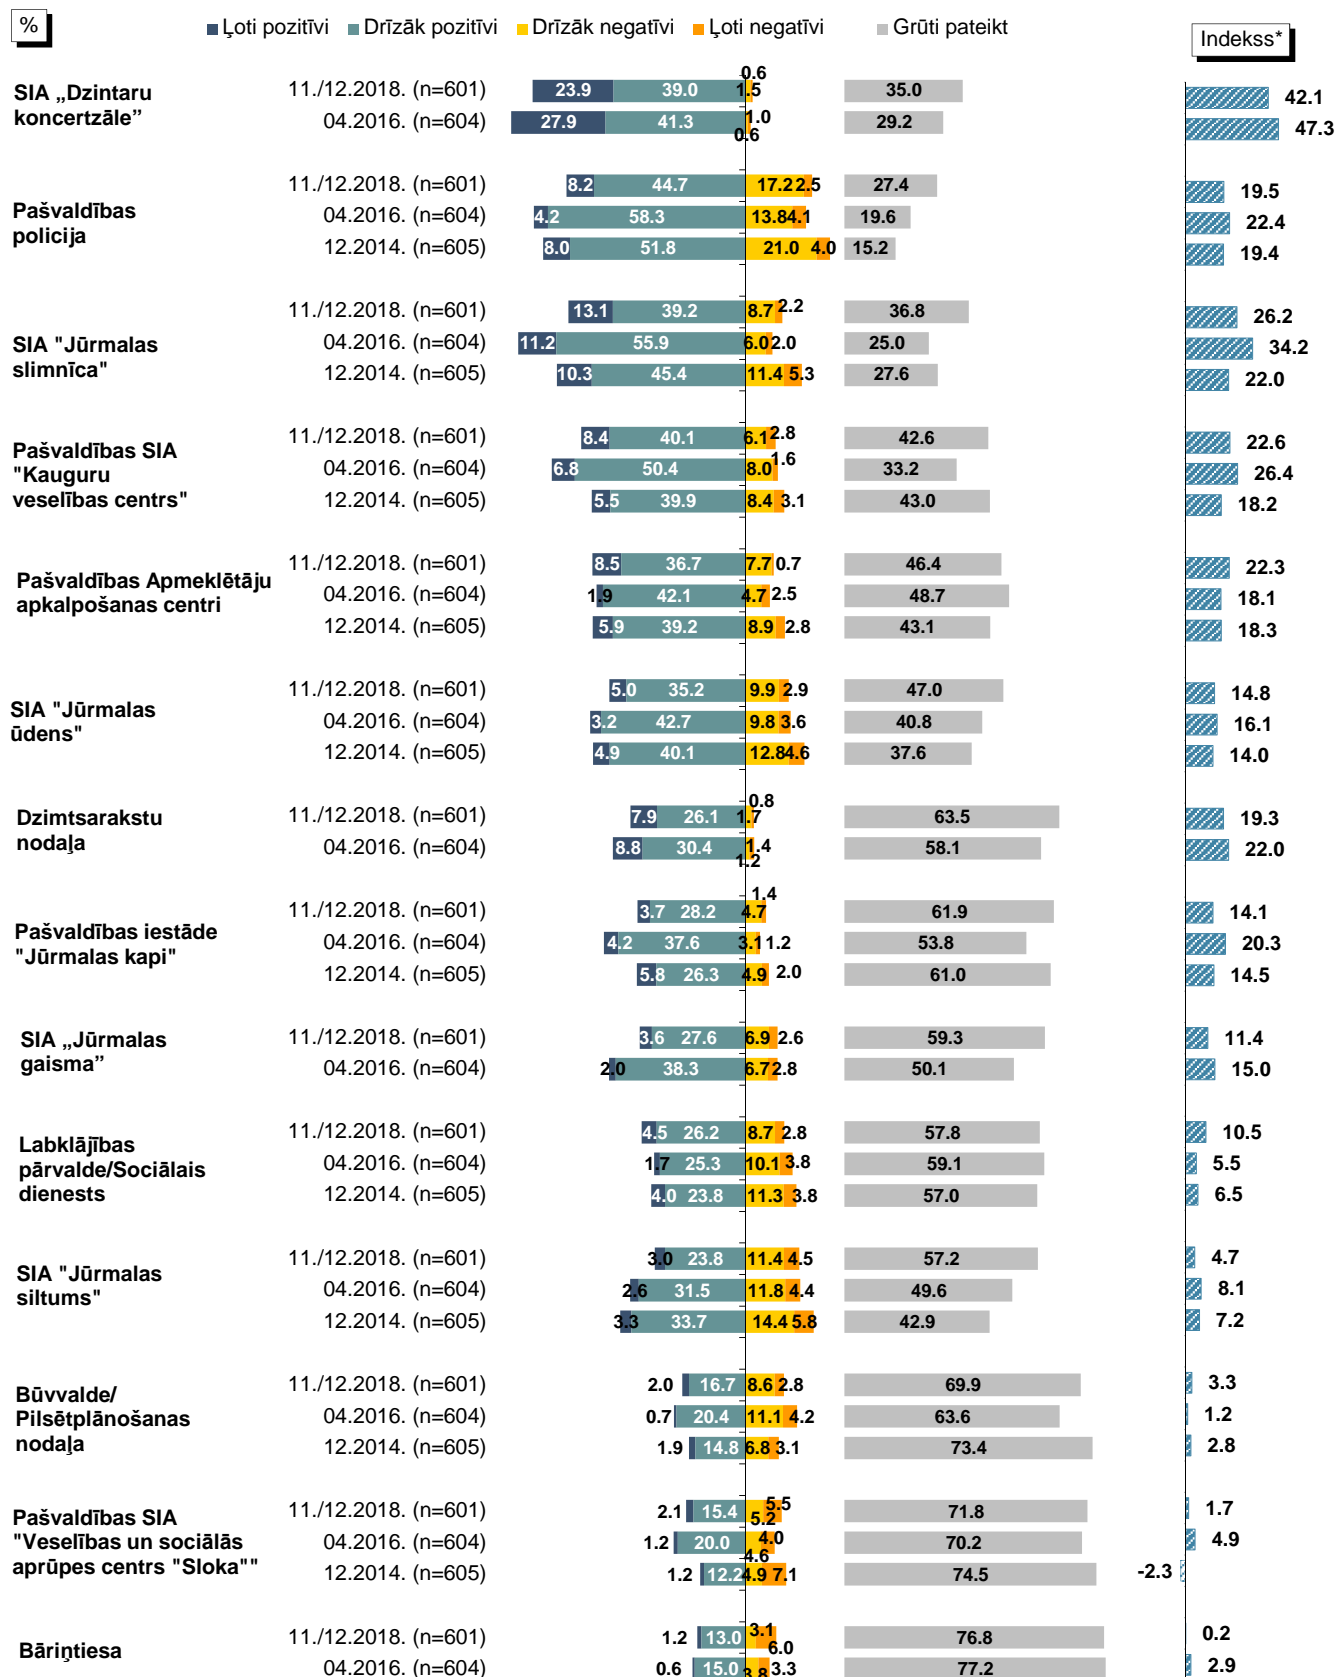 %
Ļoti pozitīvi Drīzāk pozitīvi Drīzāk negatīvi Ļoti negatīvi Grūti pateikt
Indekss*
SIA „Dzintaru koncertzāle”
11./12.2018. (n=601) 23.9 39.0 1.5 0.6 35.0 42.1
04.2016. (n=604) 27.9 41.3 0.6 1.0 29.2 47.3
Pašvaldības policija
11./12.2018. (n=601) 8.2 44.7 17.2 2.5 27.4 19.5
04.2016. (n=604) 4.2 58.3 13.8 4.1 19.6 22.4
12.2014. (n=605) 8.0 51.8 21.0 4.0 15.2 19.4
SIA "Jūrmalas slimnīca"
11./12.2018. (n=601) 13.1 39.2 8.7 2.2 36.8 26.2
04.2016. (n=604) 11.2 55.9 6.0 2.0 25.0 34.2
12.2014. (n=605) 10.3 45.4 11.4 5.3 27.6 22.0
Pašvaldības SIA "Kauguru veselības centrs"
11./12.2018. (n=601) 8.4 40.1 6.1 2.8 42.6 22.6
04.2016. (n=604) 6.8 50.4 8.0 1.6 33.2 26.4
12.2014. (n=605) 5.5 39.9 8.4 3.1 43.0 18.2
Pašvaldības Apmeklētāju apkalpošanas centri
11./12.2018. (n=601) 8.5 36.7 7.7 0.7 46.4 22.3
04.2016. (n=604) 1.9 42.1 4.7 2.5 48.7 18.1
12.2014. (n=605) 5.9 39.2 8.9 2.8 43.1 18.3
SIA "Jūrmalas ūdens"
11./12.2018. (n=601) 5.0 35.2 9.9 2.9 47.0 14.8
04.2016. (n=604) 3.2 42.7 9.8 3.6 40.8 16.1
12.2014. (n=605) 4.9 40.1 12.8 4.6 37.6 14.0
Dzimtsarakstu nodaļa
11./12.2018. (n=601) 7.9 26.1 1.7 0.8 63.5 19.3
04.2016. (n=604) 8.8 30.4 1.2 1.4 58.1 22.0
Pašvaldības iestāde "Jūrmalas kapi"
11./12.2018. (n=601) 3.7 28.2 4.7 1.4 61.9 14.1
04.2016. (n=604) 4.2 37.6 3.1 1.2 53.8 20.3
12.2014. (n=605) 5.8 26.3 4.9 2.0 61.0 14.5
SIA „Jūrmalas gaisma”
11./12.2018. (n=601) 3.6 27.6 6.9 2.6 59.3 11.4
04.2016. (n=604) 2.0 38.3 6.7 2.8 50.1 15.0
Labklājības pārvalde/Sociālais dienests
11./12.2018. (n=601) 4.5 26.2 8.7 2.8 57.8 10.5
04.2016. (n=604) 1.7 25.3 10.1 3.8 59.1 5.5
12.2014. (n=605) 4.0 23.8 11.3 3.8 57.0 6.5
SIA "Jūrmalas siltums"
11./12.2018. (n=601) 3.0 23.8 11.4 4.5 57.2 4.7
04.2016. (n=604) 2.6 31.5 11.8 4.4 49.6 8.1
12.2014. (n=605) 3.3 33.7 14.4 5.8 42.9 7.2
Būvvalde/ Pilsētplānošanas nodaļa
11./12.2018. (n=601) 2.0 16.7 8.6 2.8 69.9 3.3
04.2016. (n=604) 0.7 20.4 11.1 4.2 63.6 1.2
12.2014. (n=605) 1.9 14.8 6.8 3.1 73.4 2.8
Pašvaldības SIA "Veselības un sociālās aprūpes centrs "Sloka""
11./12.2018. (n=601) 2.1 15.4 5.2 5.5 71.8 1.7
04.2016. (n=604) 1.2 20.0 4.6 4.0 70.2 4.9
12.2014. (n=605) 1.2 12.2 4.9 7.1 74.5 -2.3
Bāriņtiesa
11./12.2018. (n=601) 1.2 13.0 3.1 6.0 76.8 0.2
04.2016. (n=604) 0.6 15.0 3.8 3.3 77.2 2.9